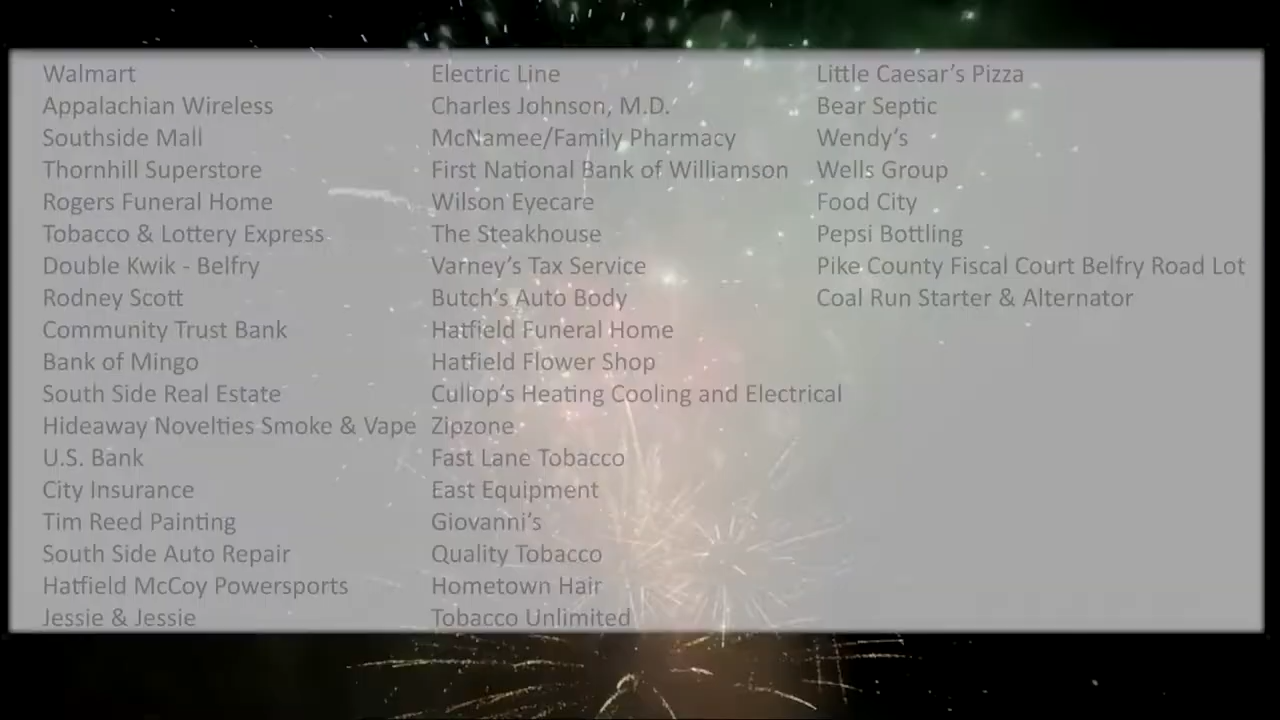 Walmart
Appalachian Wireless
Southside Mall
Thornhill Superstore
Rogers Funeral Home
Tobacco & Lottery Express
Double Kwik - Belfry
Rodney Scott
Community Trust Bank
Bank of Mingo
South Side Real Estate
Hideaway Novelties Smoke & Vape
U.S. Bank
City Insurance
Tim Reed Painting
South Side Auto Repair
Hatfield McCoy Powersports
Jessie & Jessie
Electric Line
Charles Johnson, M.D.
McNamee/Family Pharmacy
First National Bank of Williamson
Wilson Eyecare
The Steakhouse
Varney’s Tax Service
Butch’s Auto Body
Hatfield Funeral Home
Hatfield Flower Shop
Cullop’s Heating Cooling and Electrical
Zipzone
Fast Lane Tobacco
East Equipment
Giovanni’s
Quality Tobacco
Hometown Hair
Tobacco Unlimited
Little Caesar’s Pizza
Bear Septic
Wendy’s
Wells Group
Food City
Pepsi Bottling
Pike County Fiscal Court Belfry Road Lot
Coal Run Starter & Alternator